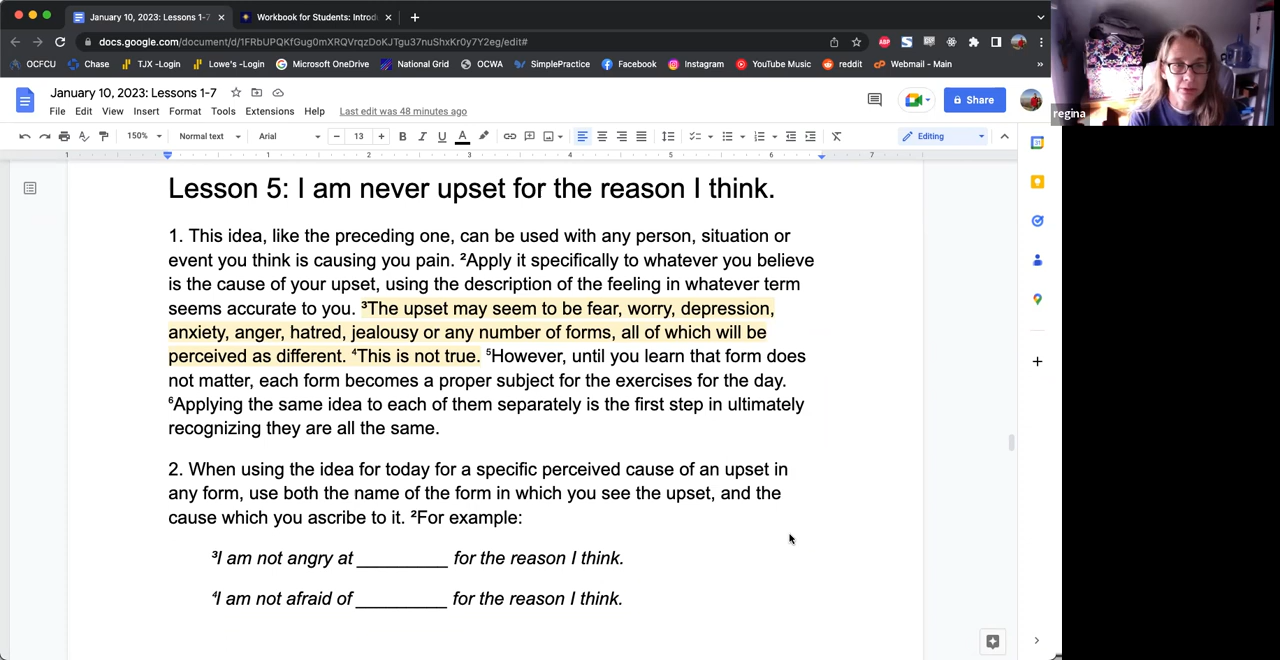 January 10, 2023: Lessons 1-7
Workbook for Students: Introd
docs.google.com/document/d/1FRbUPQKfGug0mXRQVrqzDoKJTgu37nuShxKr0y7Y2eg/edit#
OCFCU Chase TJX -Login Lowe's -Login Microsoft OneDrive National Grid OCWA SimplePractice Facebook Instagram YouTube Music reddit Webmail - Main »
January 10, 2023: Lessons 1-7
File Edit View Insert Format Tools Extensions Help Last edit was 48 minutes ago
Share
regina
150% Normal text Arial 13 Editing
1 1 2 3 4 5 6 7
Lesson 5: I am never upset for the reason I think.
1. This idea, like the preceding one, can be used with any person, situation or
event you think is causing you pain. ²Apply it specifically to whatever you believe
is the cause of your upset, using the description of the feeling in whatever term
seems accurate to you. ³The upset may seem to be fear, worry, depression,
anxiety, anger, hatred, jealousy or any number of forms, all of which will be
perceived as different. ⁴This is not true. ⁵However, until you learn that form does
not matter, each form becomes a proper subject for the exercises for the day.
⁶Applying the same idea to each of them separately is the first step in ultimately
recognizing they are all the same.
2. When using the idea for today for a specific perceived cause of an upset in
any form, use both the name of the form in which you see the upset, and the
cause which you ascribe to it. ²For example:
³I am not angry at _________ for the reason I think.
⁴I am not afraid of _________ for the reason I think.